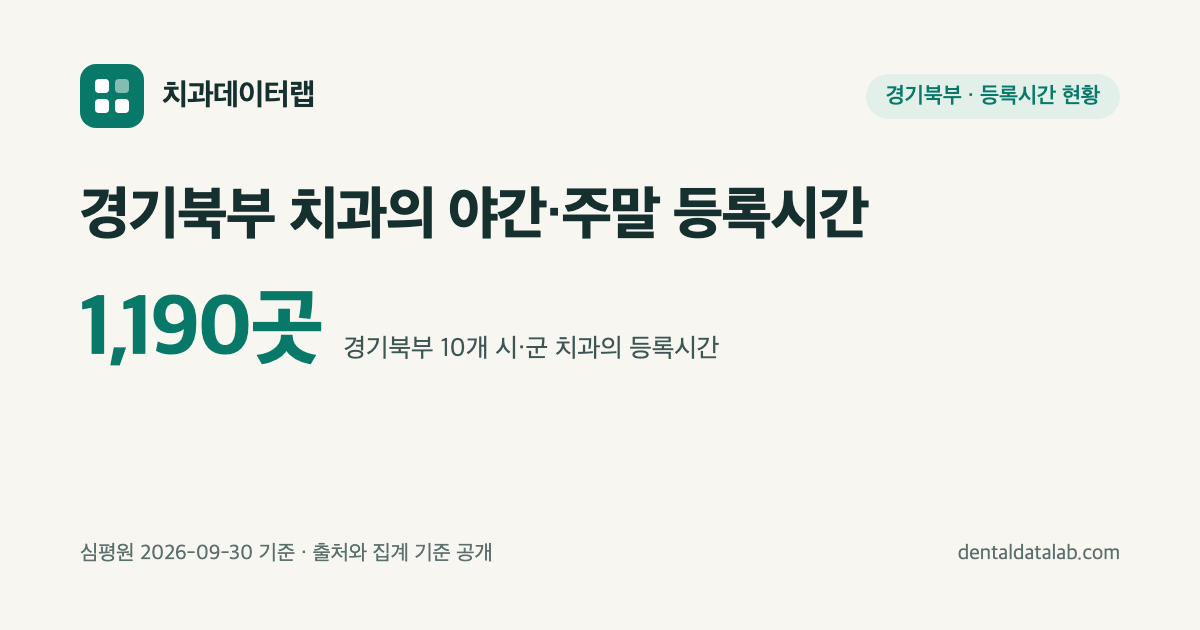 치과데이터랩
경기북부 · 등록시간 현황
경기북부 치과의 야간·주말 등록시간
1,190곳 경기북부 10개 시·군 치과의 등록시간
심평원 2026-09-30 기준 · 출처와 집계 기준 공개
dentaldatalab.com